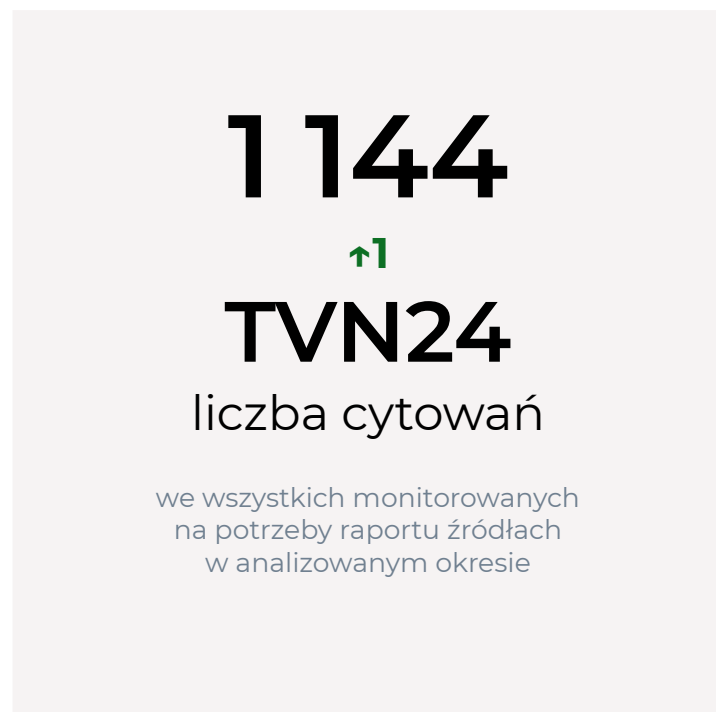 1 144
↑1
TVN24
liczba cytowań
we wszystkich monitorowanych
na potrzeby raportu źródłach
w analizowanym okresie